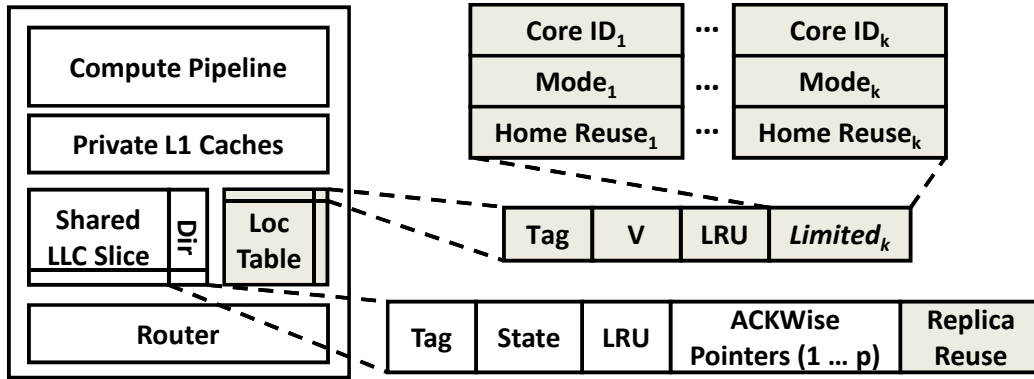 Compute Pipeline
Private L1 Caches
Shared
LLC Slice
Dir
Loc
Table
Router
Core ID₁ ... Core IDₖ
Mode₁ ... Modeₖ
Home Reuse₁ ... Home Reuseₖ
Tag V LRU Limitedₖ
Tag State LRU ACKWise
Pointers (1 ... p) Replica
Reuse